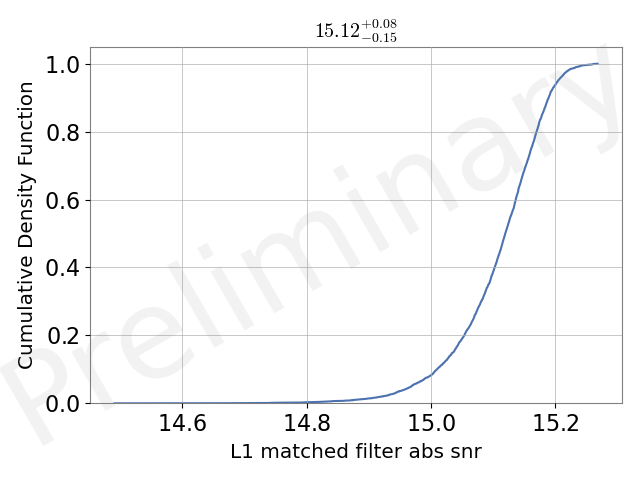 15.12+0.08−0.15
Cumulative Density Function
1.0
0.8
0.6
0.4
0.2
0.0
14.6 14.8 15.0 15.2
L1 matched filter abs snr
Preliminary